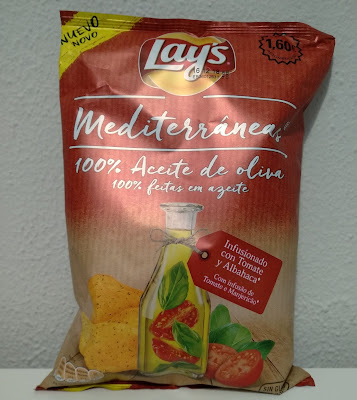 NUEVO
NOVO
Lay's
1,60€
Mediterráneas
100% Aceite de oliva
100% feitas em azeite
Infusionado
con Tomate
y Albahaca*
Com infusão de
Tomate e Manjericão*
SIN